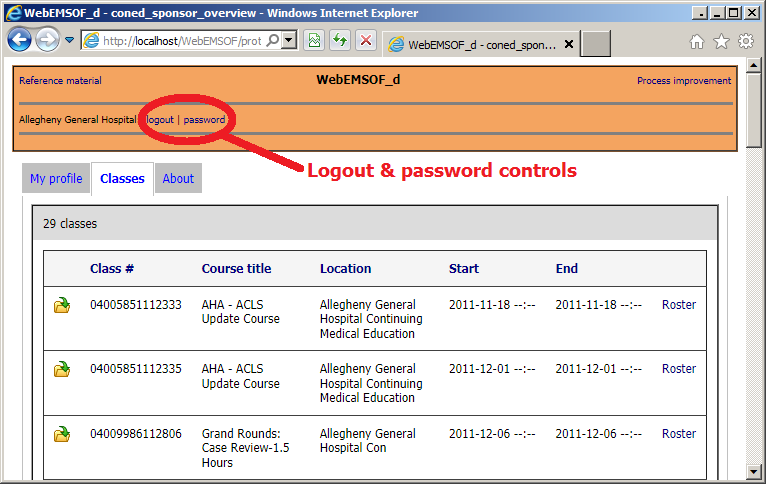 WebEMSOF_d - coned_sponsor_overview - Windows Internet Explorer
http://localhost/WebEMSOF/prot
WebEMSOF_d - coned_spon...
Reference material WebEMSOF_d Process improvement
Allegheny General Hospital logout | password
Logout & password controls
My profile Classes About
29 classes
Class # Course title Location Start End
04005851112333 AHA - ACLS Allegheny General 2011-11-18 --:-- 2011-11-18 --:-- Roster
Update Course Hospital Continuing
Medical Education
04005851112335 AHA - ACLS Allegheny General 2011-12-01 --:-- 2011-12-01 --:-- Roster
Update Course Hospital Continuing
Medical Education
04009986112806 Grand Rounds: Allegheny General 2011-12-06 --:-- 2011-12-06 --:-- Roster
Case Review-1.5 Hospital Con
Hours